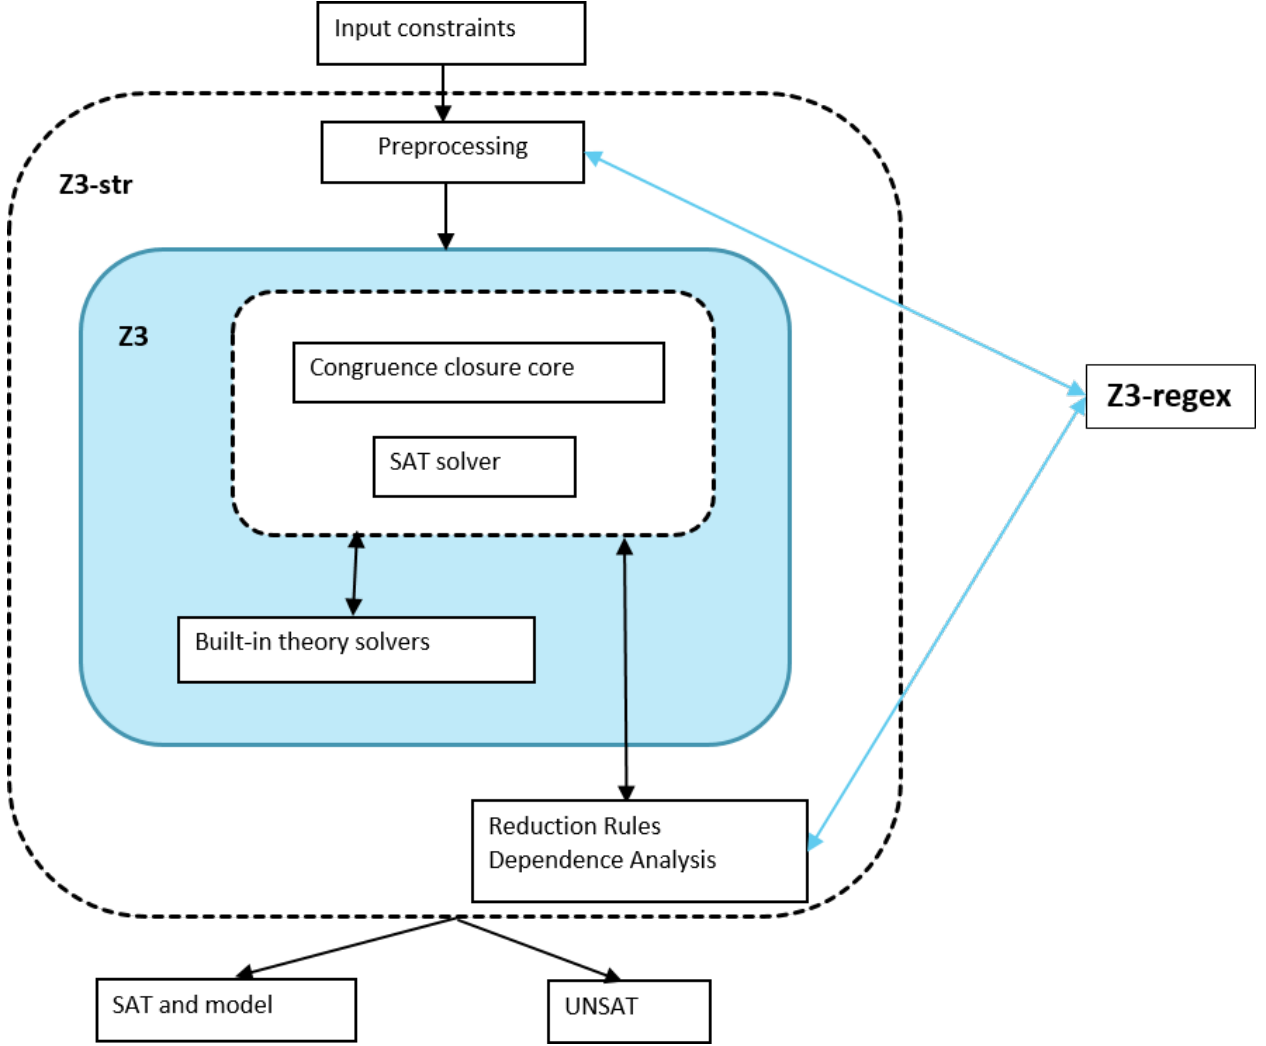 Input constraints
Preprocessing
Z3-str
Z3
Congruence closure core
Z3-regex
SAT solver
Built-in theory solvers
Reduction Rules
Dependence Analysis
SAT and model
UNSAT